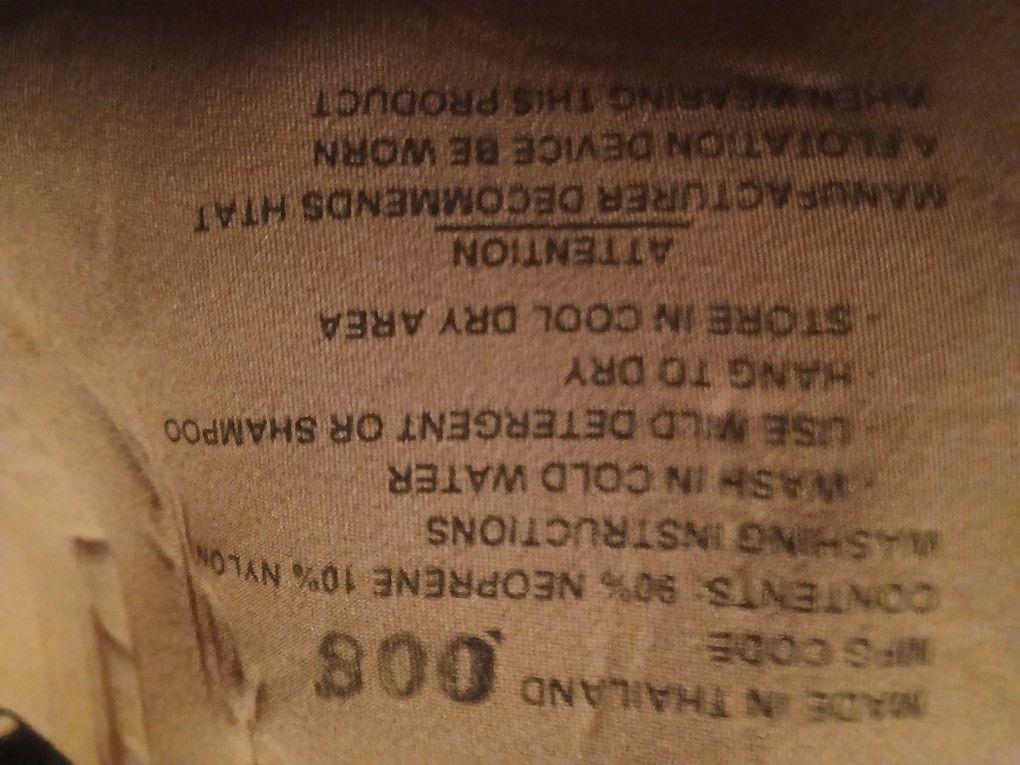 MADE IN THAILAND
MFG CODE 008
CONTENTS: 90% NEOPRENE 10% NYLON
WASHING INSTRUCTIONS
- WASH IN COLD WATER
- USE MILD DETERGENT OR SHAMPOO
- HANG TO DRY
- STORE IN COOL DRY AREA
ATTENTION
MANUFACTURER DECOMMENDS HTAT
A FLOTATION DEVICE BE WORN
WHEN WEARING THIS PRODUCT